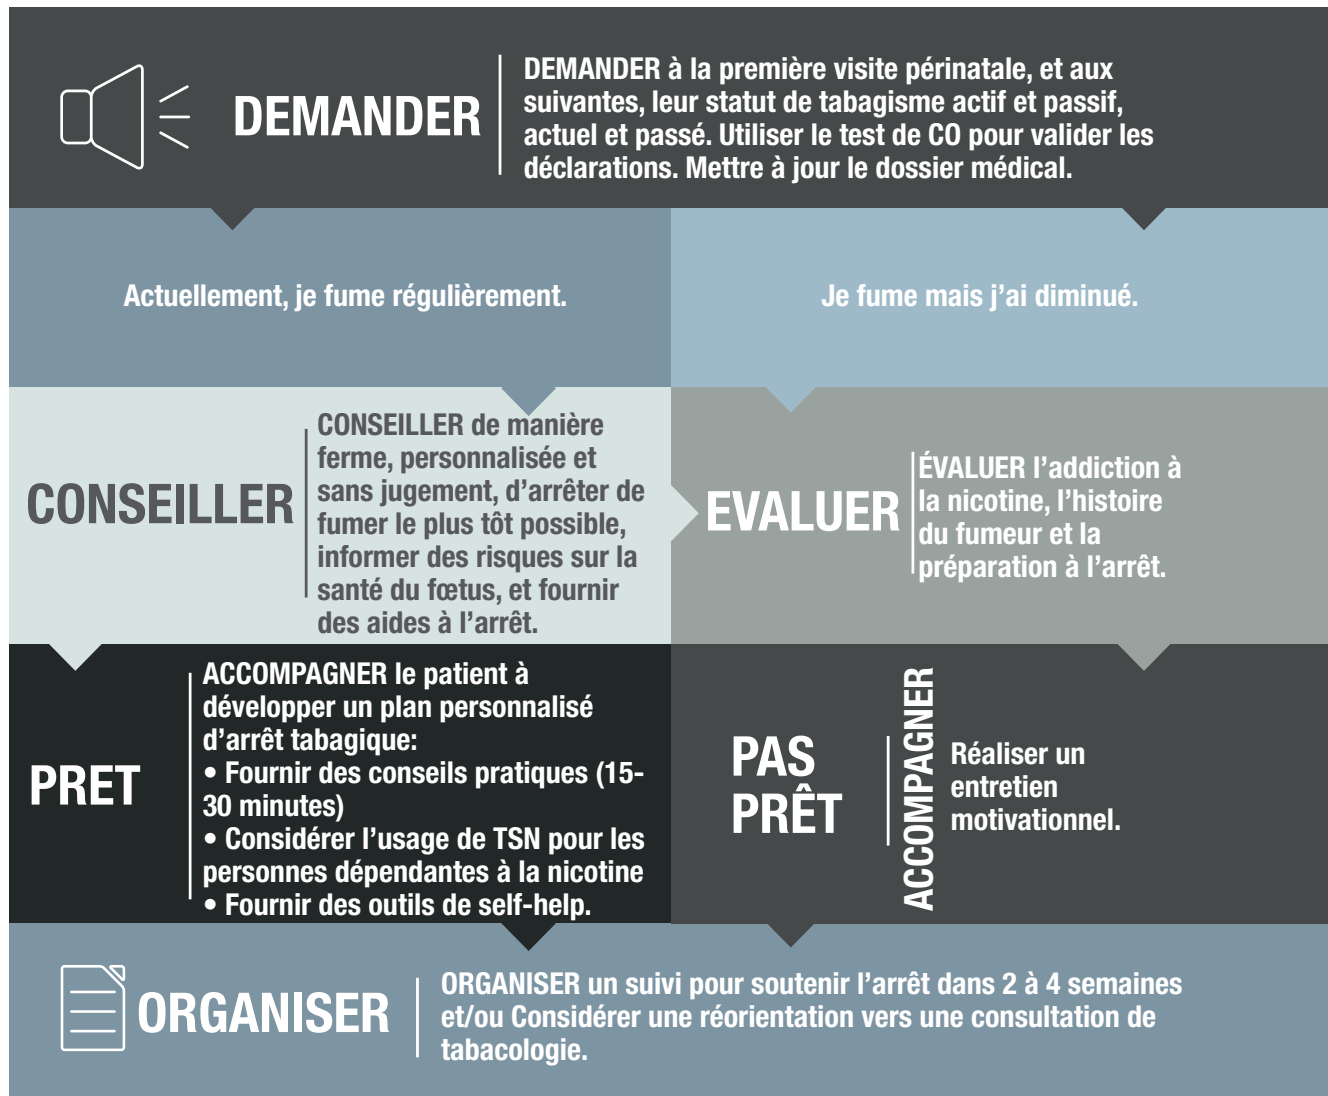 DEMANDER
DEMANDER à la première visite périnatale, et aux
suivantes, leur statut de tabagisme actif et passif,
actuel et passé. Utiliser le test de CO pour valider les
déclarations. Mettre à jour le dossier médical.
Actuellement, je fume régulièrement.
Je fume mais j’ai diminué.
CONSEILLER
CONSEILLER de manière
ferme, personnalisée et
sans jugement, d’arrêter de
fumer le plus tôt possible,
informer des risques sur la
santé du fœtus, et fournir
des aides à l’arrêt.
EVALUER
ÉVALUER l’addiction à
la nicotine, l’histoire
du fumeur et la
préparation à l’arrêt.
PRET
ACCOMPAGNER le patient à
développer un plan personnalisé
d’arrêt tabagique:
• Fournir des conseils pratiques (15-
30 minutes)
• Considérer l’usage de TSN pour les
personnes dépendantes à la nicotine
• Fournir des outils de self-help.
PAS
PRÊT
ACCOMPAGNER
Réaliser un
entretien
motivationnel.
ORGANISER
ORGANISER un suivi pour soutenir l’arrêt dans 2 à 4 semaines
et/ou Considérer une réorientation vers une consultation de
tabacologie.